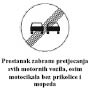 Prestanak zabrane pretjecanja
svih motornih vozila, osim
motocikala bez prikolice i
mopeda